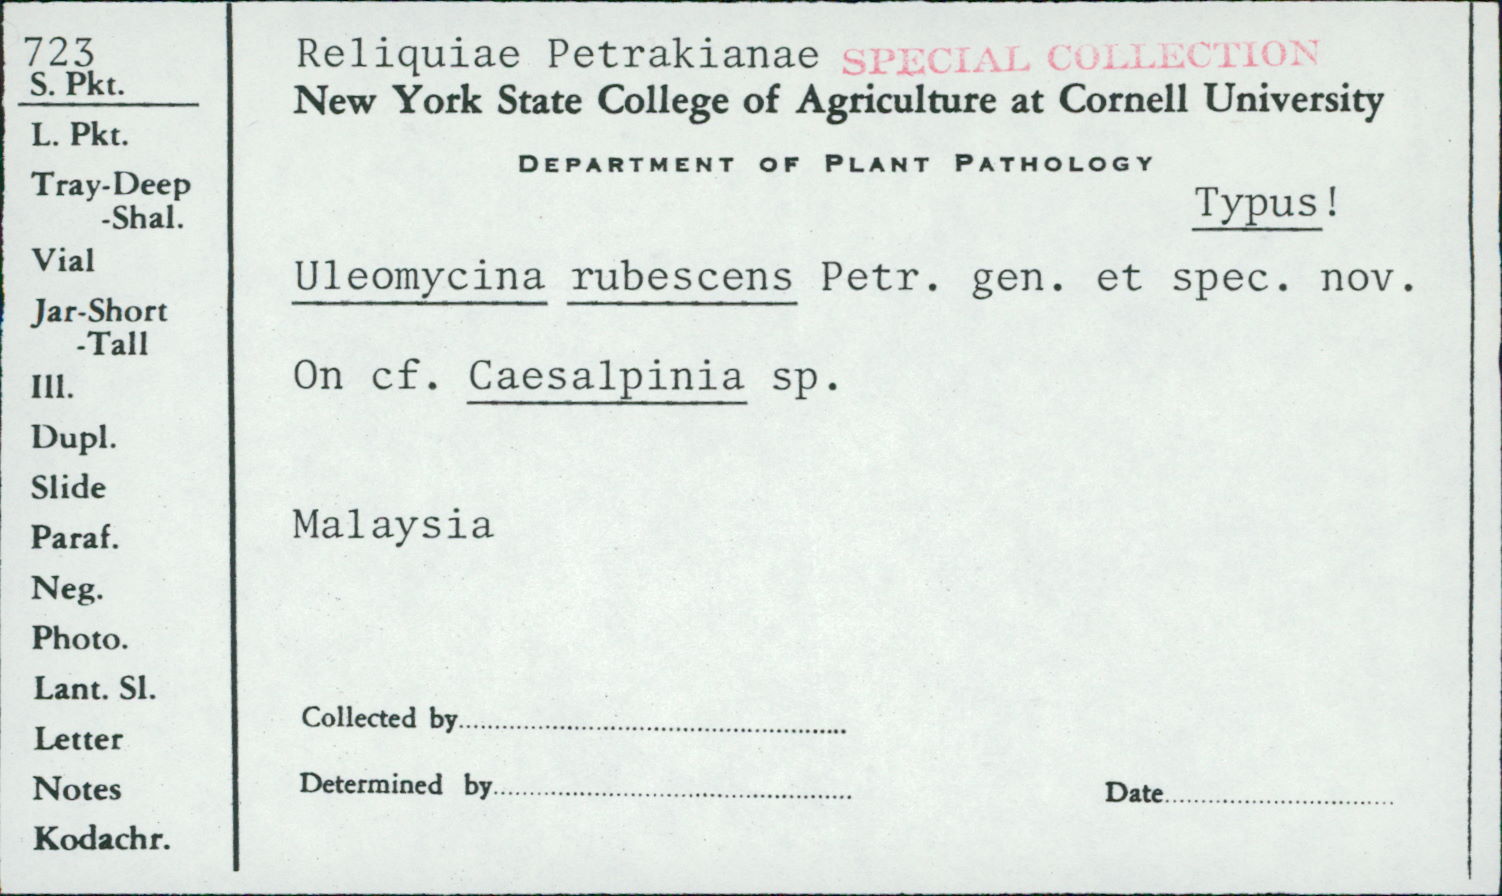 723
S. Pkt.
L. Pkt.
Tray-Deep
-Shal.
Vial
Jar-Short
-Tall
Ill.
Dupl.
Slide
Paraf.
Neg.
Photo.
Lant. Sl.
Letter
Notes
Kodachr.
Reliquiae Petrakianae SPECIAL COLLECTION
New York State College of Agriculture at Cornell University
DEPARTMENT OF PLANT PATHOLOGY
Typus!
Uleomycina rubescens Petr. gen. et spec. nov.
On cf. Caesalpinia sp.
Malaysia
Collected by
Determined by Date